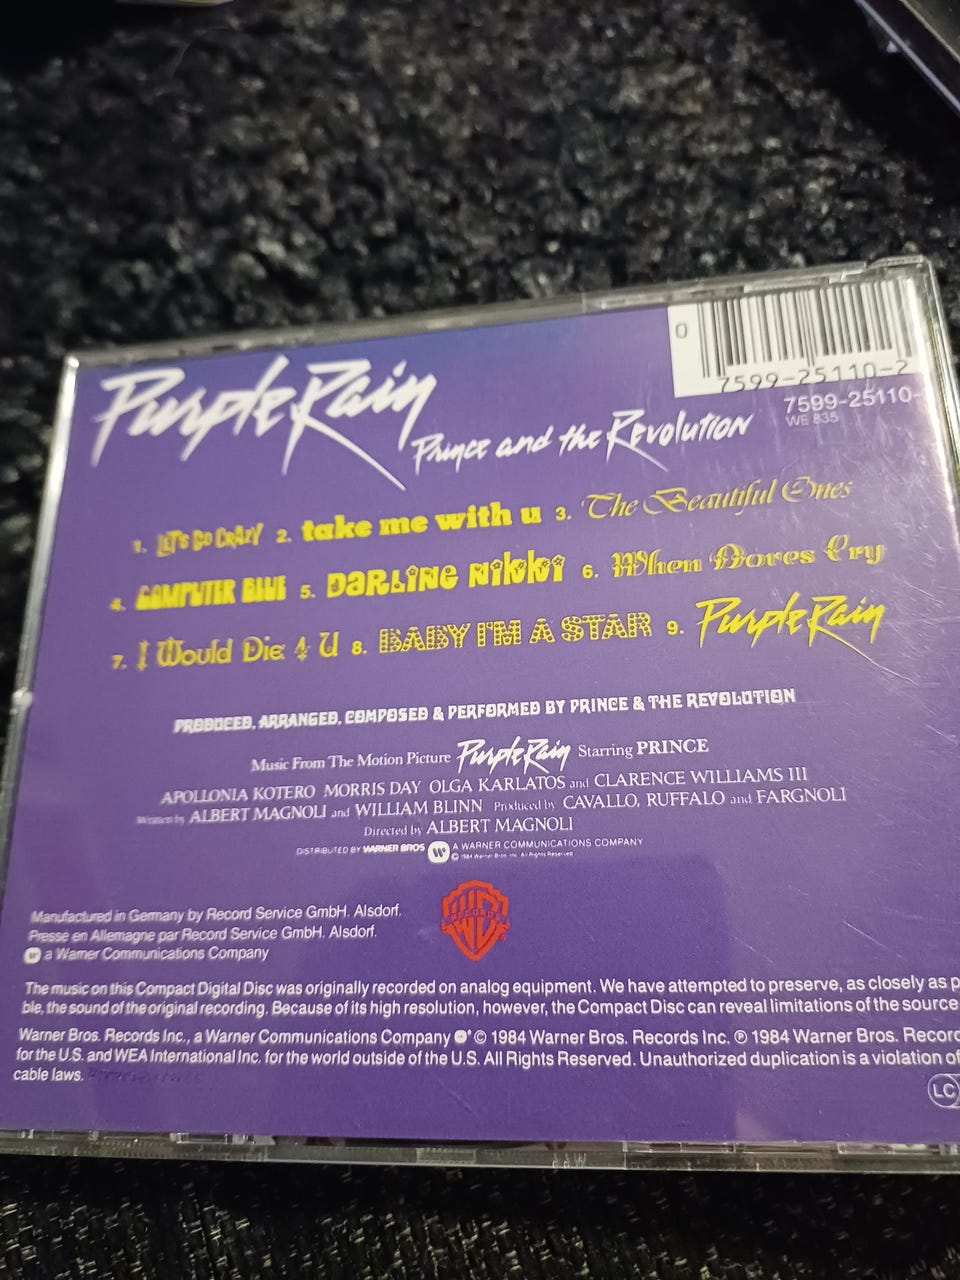 0
7599-25110-2
7599-25110-
WE 835
Purple Rain
Prince and the Revolution
1. LET'S GO CRAZY 2. take me with u 3. The Beautiful Ones
4. COMPUTER BLUE 5. DARLING NIKKI 6. When Doves Cry
7. I Would Die 4 U 8. BABY I'M A STAR 9. Purple Rain
PRODUCED, ARRANGED, COMPOSED & PERFORMED BY PRINCE & THE REVOLUTION
Music From The Motion Picture Purple Rain Starring PRINCE
APOLLONIA KOTERO MORRIS DAY OLGA KARLATOS and CLARENCE WILLIAMS III
Written by ALBERT MAGNOLI and WILLIAM BLINN Produced by CAVALLO, RUFFALO and FARGNOLI
Directed by ALBERT MAGNOLI
DISTRIBUTED BY WARNER BROS A WARNER COMMUNICATIONS COMPANY
© 1984 Warner Bros. Inc. All Rights Reserved
RECORDS
Manufactured in Germany by Record Service GmbH. Alsdorf.
Presse en Allemagne par Record Service GmbH. Alsdorf.
a Warner Communications Company
The music on this Compact Digital Disc was originally recorded on analog equipment. We have attempted to preserve, as closely as p
ble, the sound of the original recording. Because of its high resolution, however, the Compact Disc can reveal limitations of the source
Warner Bros. Records Inc., a Warner Communications Company © 1984 Warner Bros. Records Inc. ℗ 1984 Warner Bros. Recor
for the U.S. and WEA International Inc. for the world outside of the U.S. All Rights Reserved. Unauthorized duplication is a violation of
cable laws.
LC